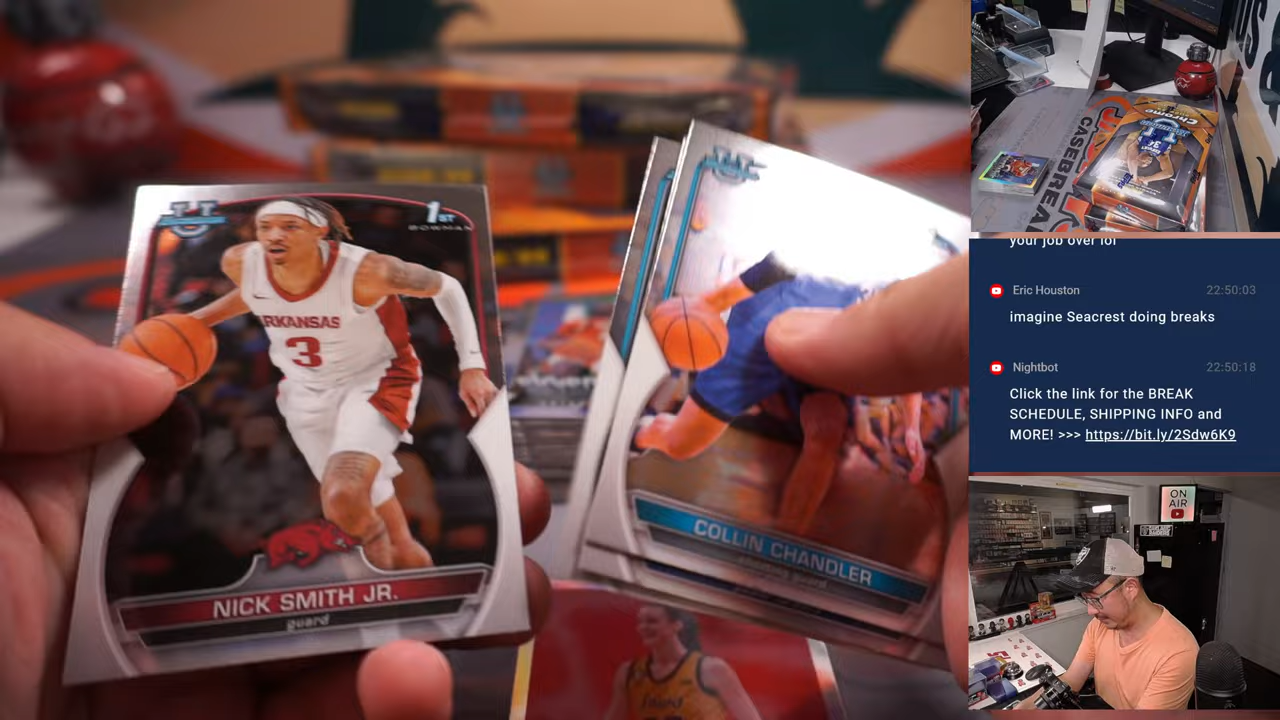 1ST
BOWMAN
ARKANSAS
3
NICK SMITH JR.
guard
COLLIN CHANDLER
Chrome
CASEBREAK
your job over lol
Eric Houston
22:50:03
imagine Seacrest doing breaks
Nightbot
22:50:18
Click the link for the BREAK
SCHEDULE, SHIPPING INFO and
MORE! >>> https://bit.ly/2Sdw6K9
ON
AIR